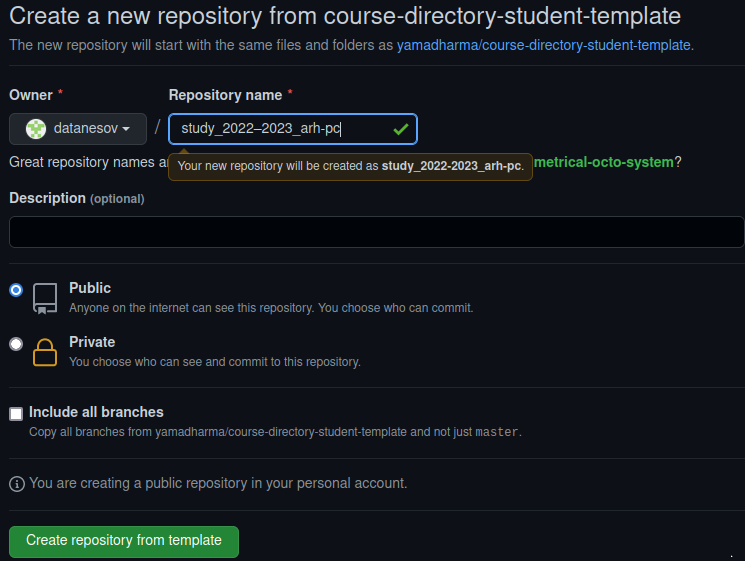 Create a new repository from course-directory-student-template
The new repository will start with the same files and folders as yamadharma/course-directory-student-template.
Owner * Repository name *
datanesov / study_2022–2023_arh-pc
Great repository names a
Your new repository will be created as study_2022-2023_arh-pc.
metrical-octo-system?
Description (optional)
Public
Anyone on the internet can see this repository. You choose who can commit.
Private
You choose who can see and commit to this repository.
Include all branches
Copy all branches from yamadharma/course-directory-student-template and not just master.
You are creating a public repository in your personal account.
Create repository from template